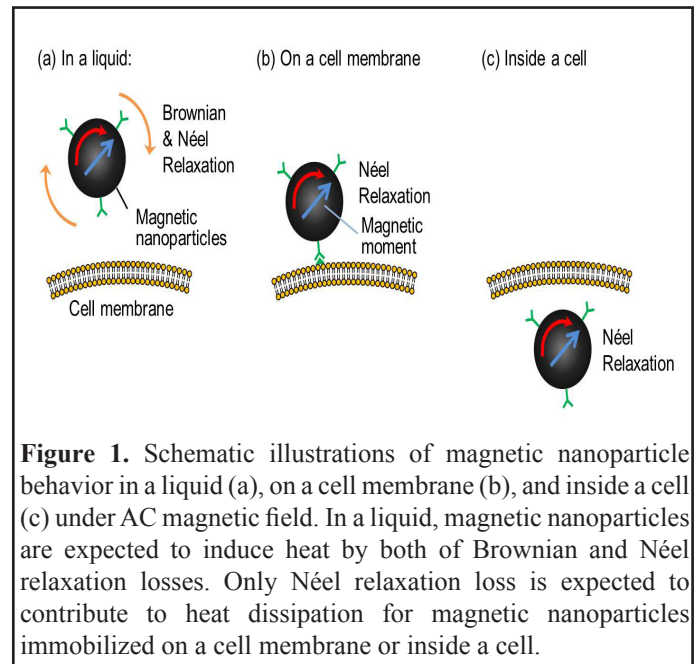 (a) In a liquid:
(b) On a cell membrane
(c) Inside a cell
Brownian
& Néel
Relaxation
Magnetic
nanoparticles
Cell membrane
Néel
Relaxation
Magnetic
moment
Néel
Relaxation
Figure 1. Schematic illustrations of magnetic nanoparticle
behavior in a liquid (a), on a cell membrane (b), and inside a cell
(c) under AC magnetic field. In a liquid, magnetic nanoparticles
are expected to induce heat by both of Brownian and Néel
relaxation losses. Only Néel relaxation loss is expected to
contribute to heat dissipation for magnetic nanoparticles
immobilized on a cell membrane or inside a cell.